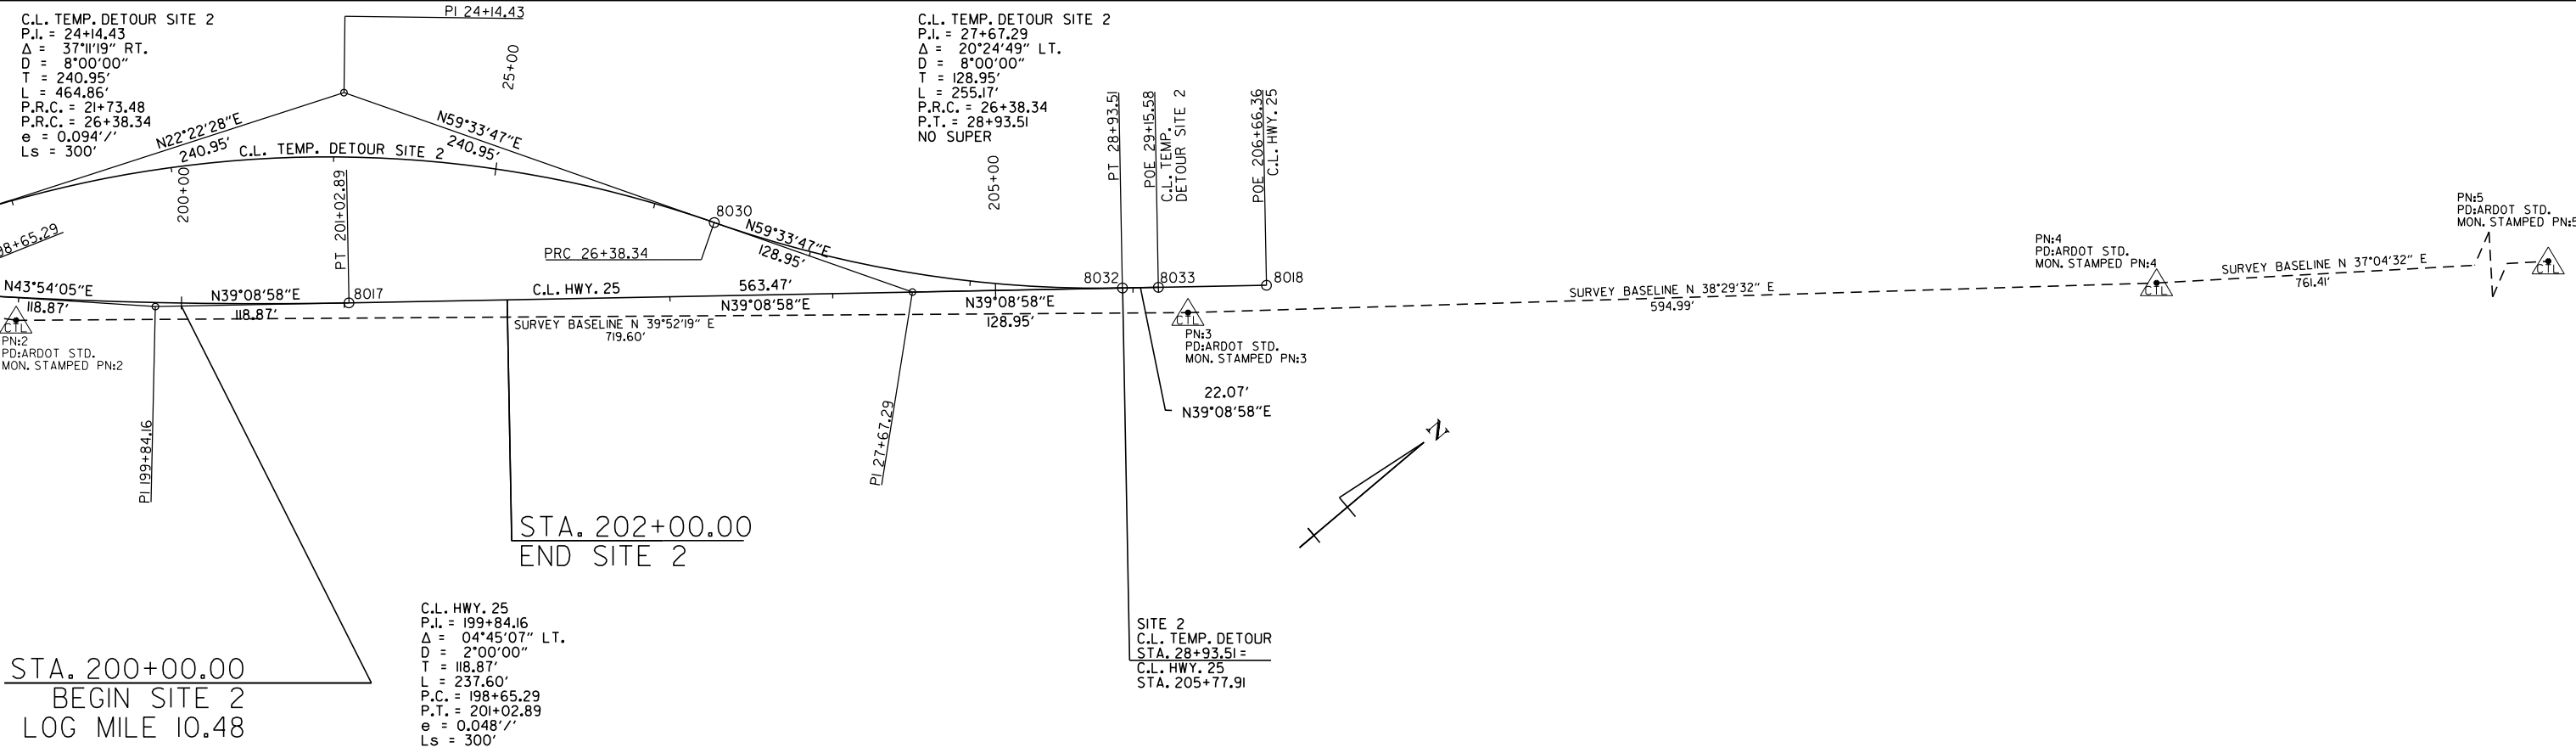 C.L. TEMP. DETOUR SITE 2
P.I. = 24+14.43
Δ = 37°11'19" RT.
D = 8°00'00"
T = 240.95'
L = 464.86'
P.R.C. = 21+73.48
P.R.C. = 26+38.34
e = 0.094'/'
Ls = 300'
PI 24+14.43
25+00
N22°22'28"E
240.95'
N59°33'47"E
240.95'
C.L. TEMP. DETOUR SITE 2
200+00
PT 201+02.89
98+65.29
8030
PRC 26+38.34
N59°33'47"E
128.95'
C.L. TEMP. DETOUR SITE 2
P.I. = 27+67.29
Δ = 20°24'49" LT.
D = 8°00'00"
T = 128.95'
L = 255.17'
P.R.C. = 26+38.34
P.T. = 28+93.51
NO SUPER
205+00
PT 28+93.51
POE 29+15.58
C.L. TEMP.
DETOUR SITE 2
POE 206+66.36
C.L. HWY. 25
N43°54'05"E
118.87'
N39°08'58"E
118.87'
8017
C.L. HWY. 25
563.47'
N39°08'58"E
N39°08'58"E
128.95'
8032
8033
8018
SURVEY BASELINE N 39°52'19" E
719.60'
CTL
PN:2
PD:ARDOT STD.
MON. STAMPED PN:2
CTL
PN:3
PD:ARDOT STD.
MON. STAMPED PN:3
SURVEY BASELINE N 38°29'32" E
594.99'
PN:4
PD:ARDOT STD.
MON. STAMPED PN:4
CTL
SURVEY BASELINE N 37°04'32" E
761.41'
PN:5
PD:ARDOT STD.
MON. STAMPED PN:5
CTL
22.07'
N39°08'58"E
PI 199+84.16
PI 27+67.29
N
STA. 202+00.00
END SITE 2
STA. 200+00.00
BEGIN SITE 2
LOG MILE 10.48
C.L. HWY. 25
P.I. = 199+84.16
Δ = 04°45'07" LT.
D = 2°00'00"
T = 118.87'
L = 237.60'
P.C. = 198+65.29
P.T. = 201+02.89
e = 0.048'/'
Ls = 300'
SITE 2
C.L. TEMP. DETOUR
STA. 28+93.51 =
C.L. HWY. 25
STA. 205+77.91